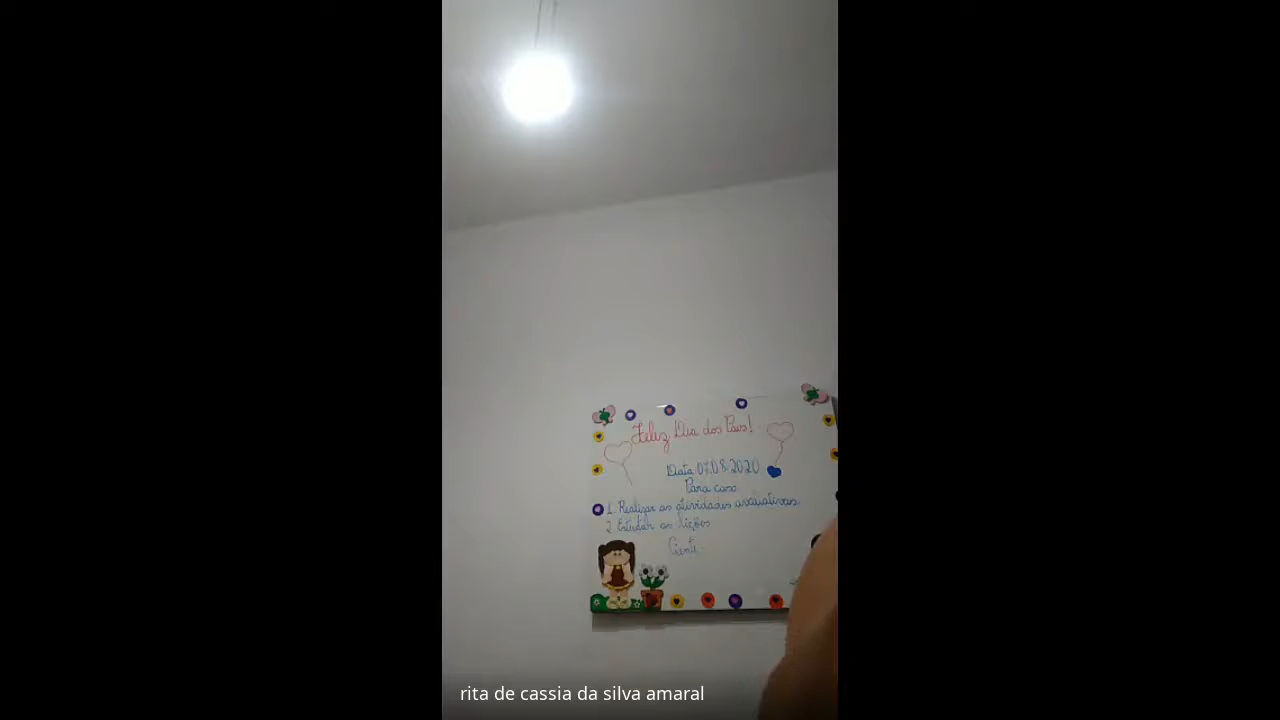 Feliz Dia dos Pais!
Data 07.08.2020
Para casa
1. Realizar as atividades avaliativas.
2. Estudar as lições
Ciente
rita de cassia da silva amaral